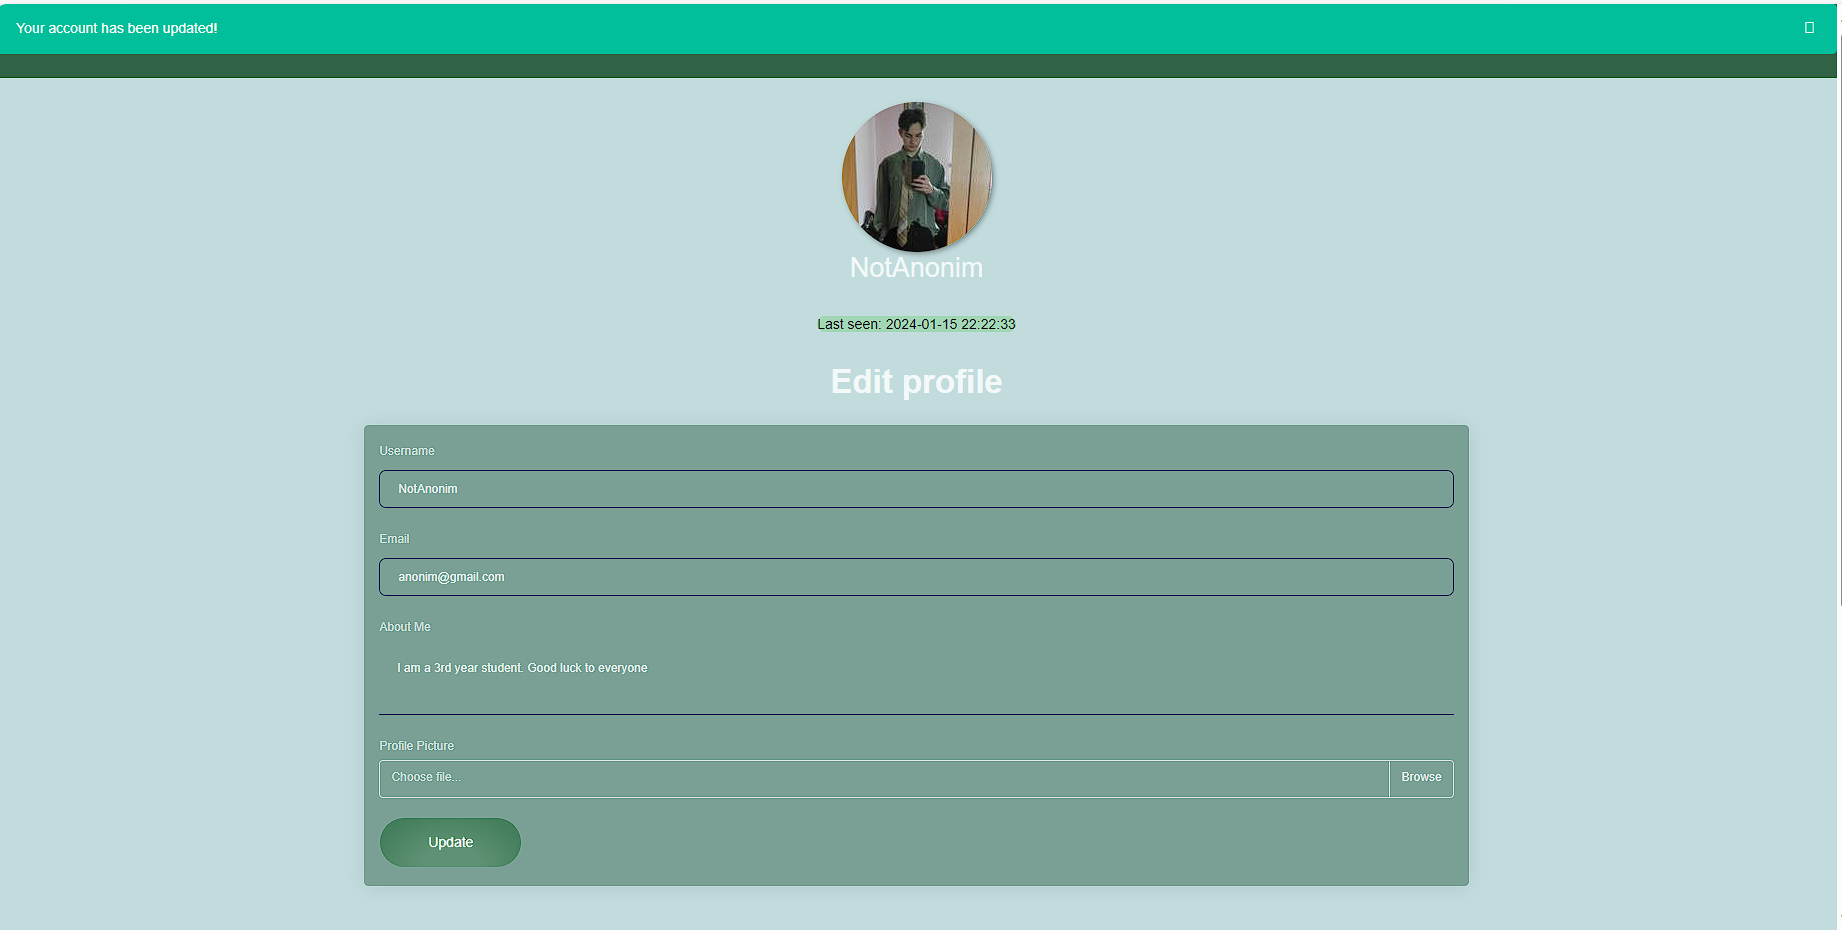 Your account has been updated!
NotAnonim
Last seen: 2024-01-15 22:22:33
Edit profile
Username
NotAnonim
Email
anonim@gmail.com
About Me
I am a 3rd year student. Good luck to everyone
Profile Picture
Choose file... Browse
Update